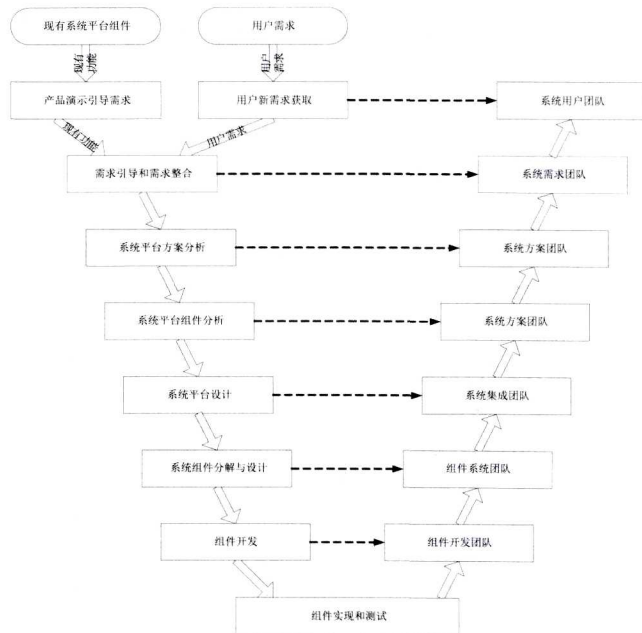 现有系统平台组件
用户需求
现有功能
用户需求
产品演示引导需求
用户新需求获取
系统用户团队
现有功能
用户需求
需求引导和需求整合
系统需求团队
系统平台方案分析
系统方案团队
系统平台组件分析
系统方案团队
系统平台设计
系统集成团队
系统组件分解与设计
组件系统团队
组件开发
组件开发团队
组件实现和测试